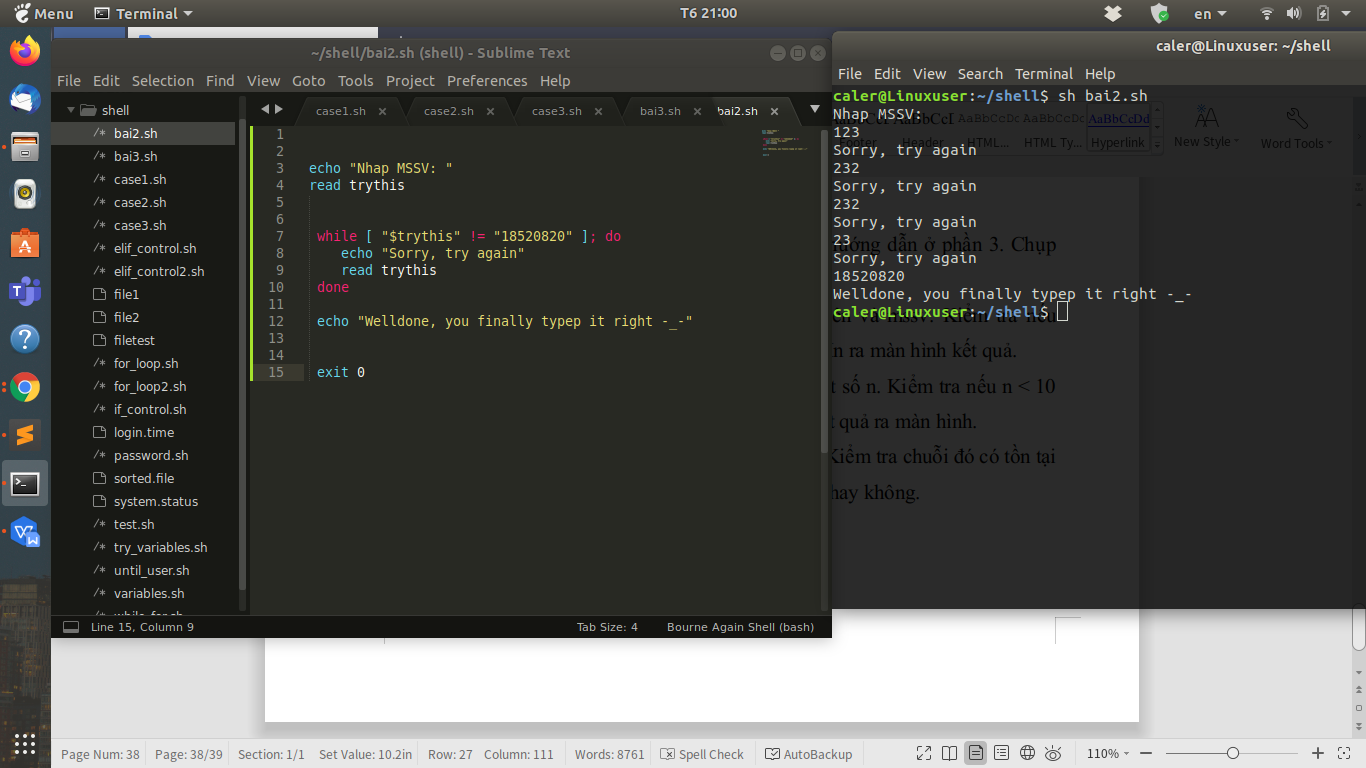 Menu
Terminal
T6 21:00
en
~/shell/bai2.sh (shell) - Sublime Text
File Edit Selection Find View Goto Tools Project Preferences Help
shell
/* bai2.sh
/* bai3.sh
/* case1.sh
/* case2.sh
/* case3.sh
/* elif_control.sh
/* elif_control2.sh
file1
file2
filetest
/* for_loop.sh
/* for_loop2.sh
/* if_control.sh
login.time
/* password.sh
sorted.file
system.status
/* test.sh
/* try_variables.sh
/* until_user.sh
/* variables.sh
case1.sh case2.sh case3.sh bai3.sh bai2.sh
1
2
3 echo "Nhap MSSV: "
4 read trythis
5
6
7 while [ "$trythis" != "18520820" ]; do
8 echo "Sorry, try again"
9 read trythis
10 done
11
12 echo "Welldone, you finally typep it right -_-"
13
14
15 exit 0
Line 15, Column 9
Tab Size: 4
Bourne Again Shell (bash)
caler@Linuxuser: ~/shell
File Edit View Search Terminal Help
caler@Linuxuser:~/shell$ sh bai2.sh
Nhap MSSV:
123
Sorry, try again
232
Sorry, try again
232
Sorry, try again
23
Sorry, try again
18520820
Welldone, you finally typep it right -_-
caler@Linuxuser:~/shell$
AaBbCcDc AaBbCcDc AaBbCcDd
Header HTML... HTML Ty... Hyperlink
New Style
Word Tools
dẫn ở phần 3. Chụp
ra màn hình kết quả.
số n. Kiểm tra nếu n < 10
quả ra màn hình.
Kiểm tra chuỗi đó có tồn tại
hay không.
Page Num: 38 Page: 38/39 Section: 1/1 Set Value: 10.2in Row: 27 Column: 111 Words: 8761 Spell Check AutoBackup 110%